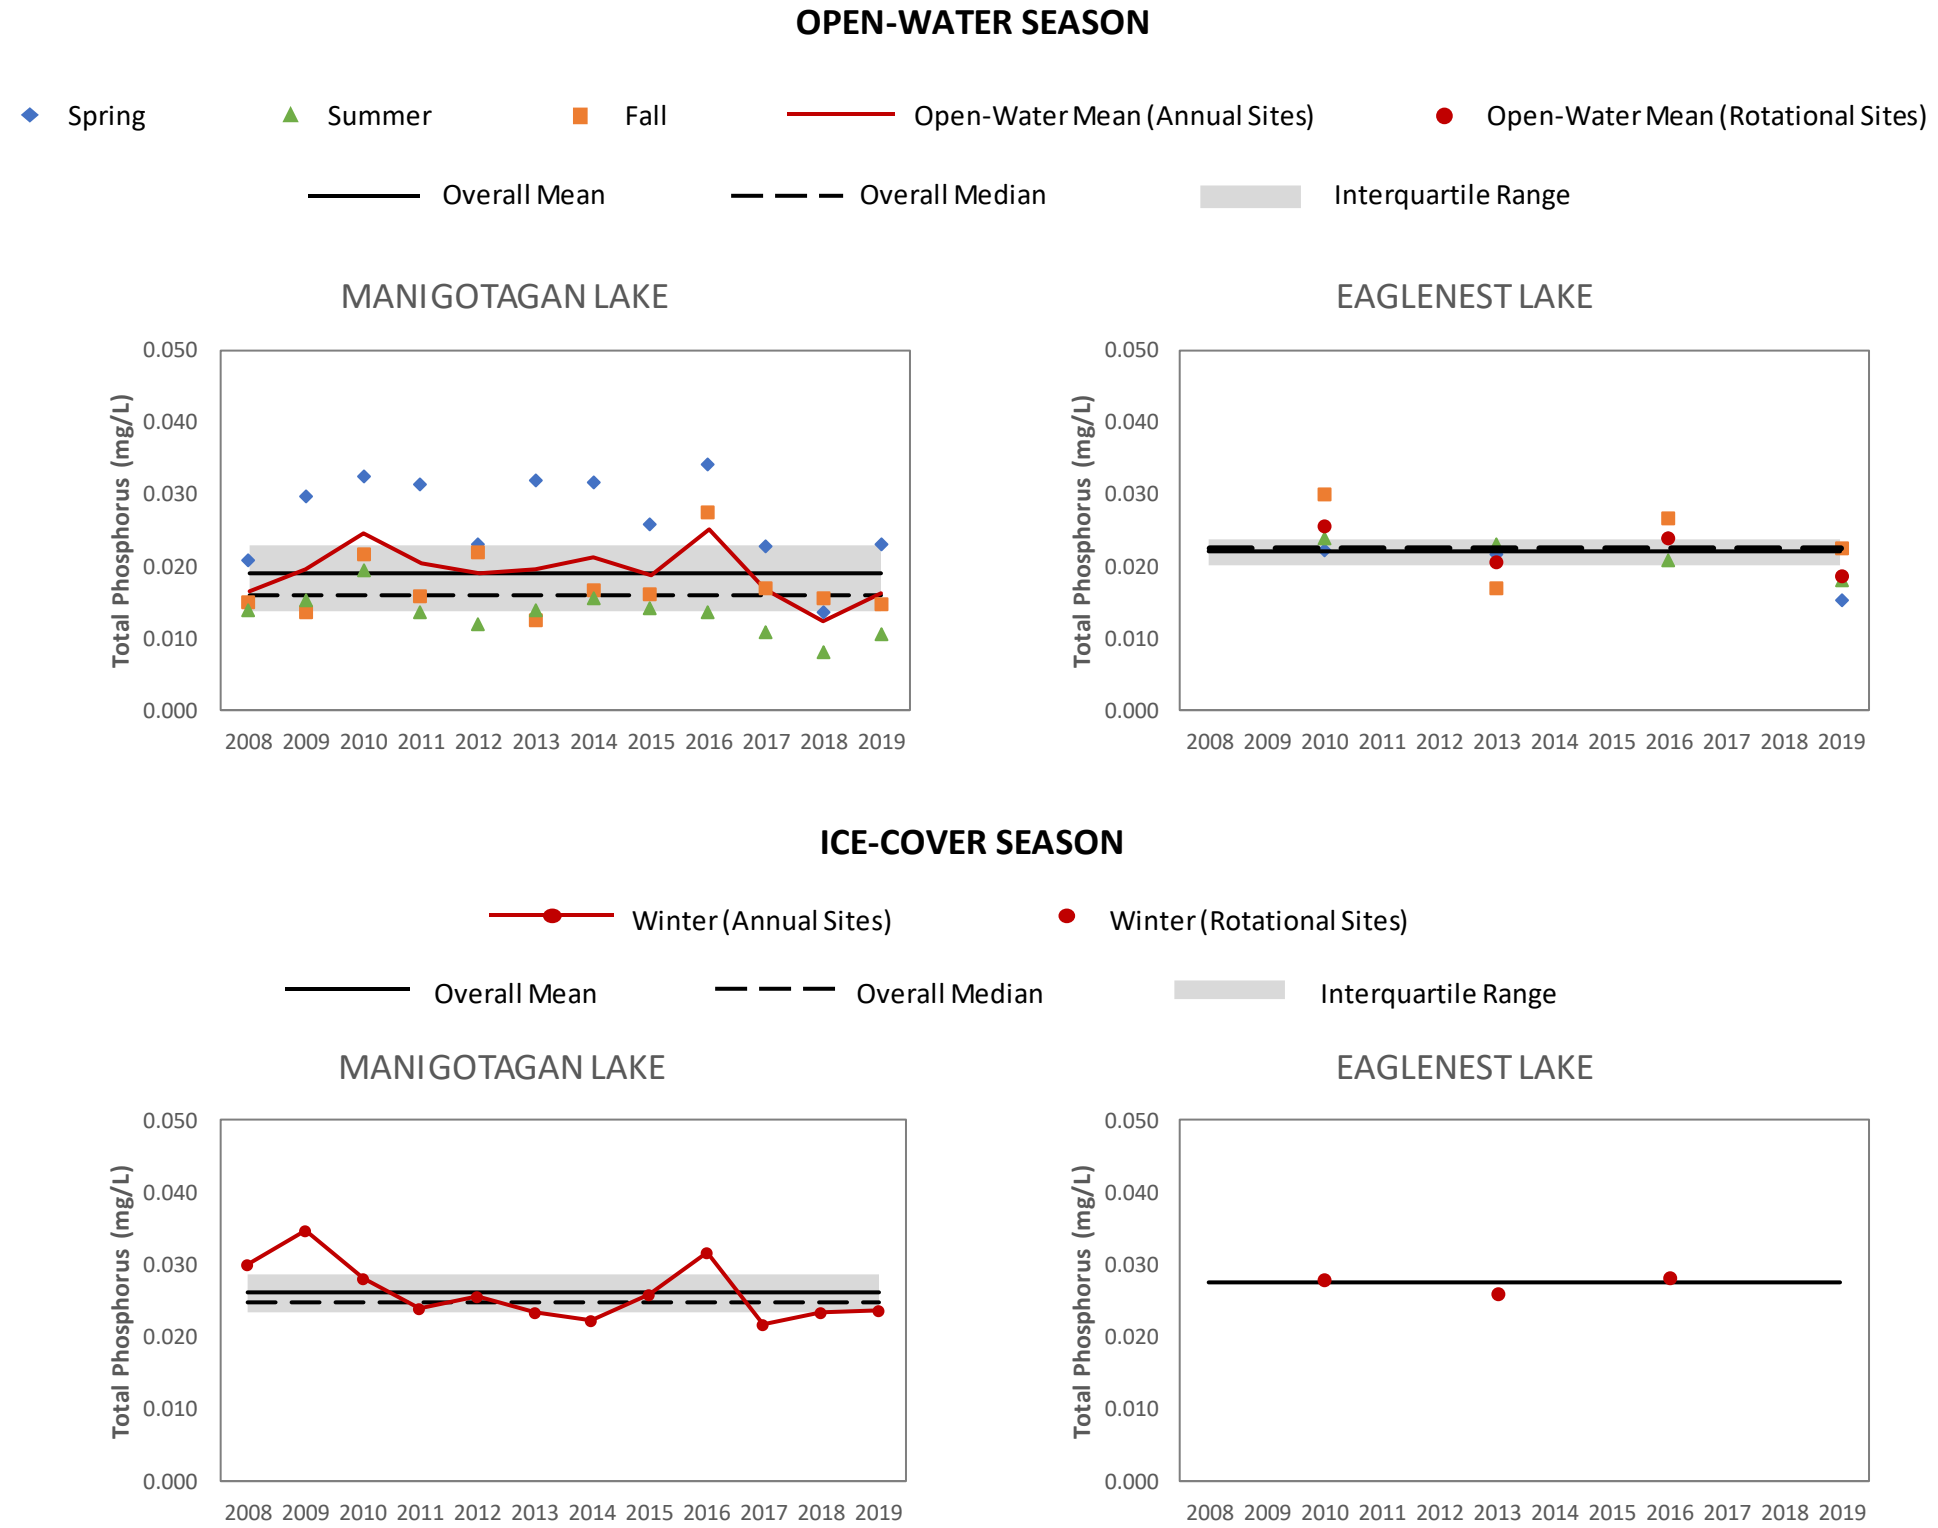 OPEN-WATER SEASON
Spring Summer Fall Open-Water Mean (Annual Sites) Open-Water Mean (Rotational Sites)
Overall Mean Overall Median Interquartile Range
MANIGOTAGAN LAKE EAGLENEST LAKE
Total Phosphorus (mg/L)
0.050
0.040
0.030
0.020
0.010
0.000
2008 2009 2010 2011 2012 2013 2014 2015 2016 2017 2018 2019
Total Phosphorus (mg/L)
0.050
0.040
0.030
0.020
0.010
0.000
2008 2009 2010 2011 2012 2013 2014 2015 2016 2017 2018 2019
ICE-COVER SEASON
Winter (Annual Sites) Winter (Rotational Sites)
Overall Mean Overall Median Interquartile Range
MANIGOTAGAN LAKE EAGLENEST LAKE
Total Phosphorus (mg/L)
0.050
0.040
0.030
0.020
0.010
0.000
2008 2009 2010 2011 2012 2013 2014 2015 2016 2017 2018 2019
Total Phosphorus (mg/L)
0.050
0.040
0.030
0.020
0.010
0.000
2008 2009 2010 2011 2012 2013 2014 2015 2016 2017 2018 2019